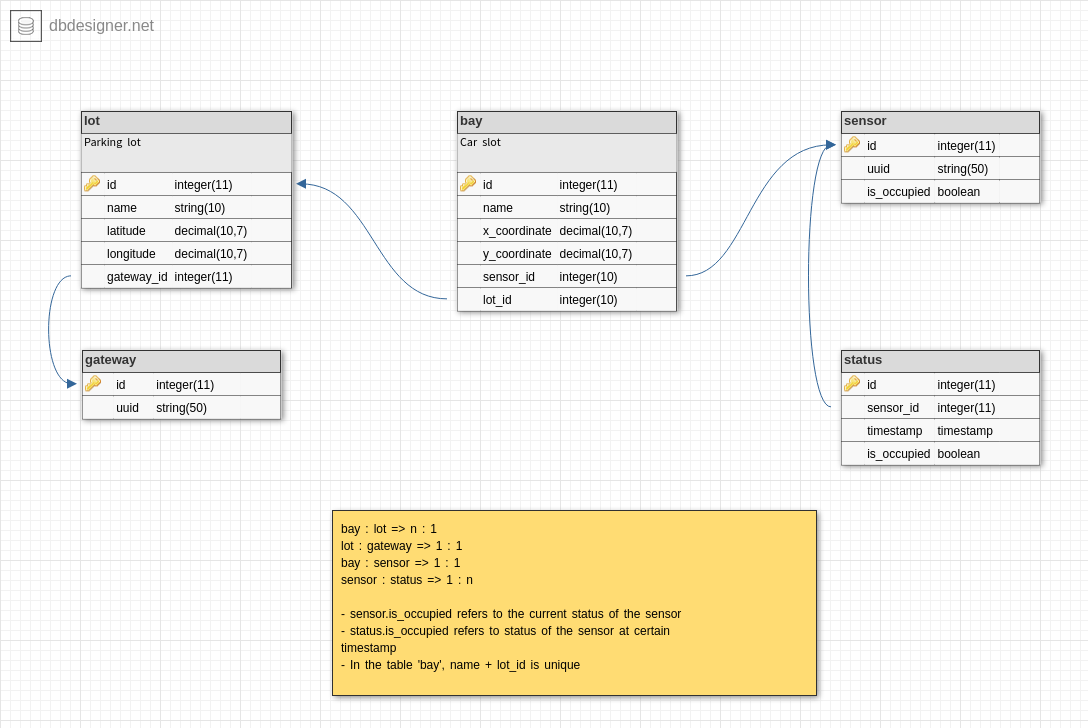 dbdesigner.net
lot
Parking lot
id integer(11)
name string(10)
latitude decimal(10,7)
longitude decimal(10,7)
gateway_id integer(11)
bay
Car slot
id integer(11)
name string(10)
x_coordinate decimal(10,7)
y_coordinate decimal(10,7)
sensor_id integer(10)
lot_id integer(10)
sensor
id integer(11)
uuid string(50)
is_occupied boolean
gateway
id integer(11)
uuid string(50)
status
id integer(11)
sensor_id integer(11)
timestamp timestamp
is_occupied boolean
bay : lot => n : 1
lot : gateway => 1 : 1
bay : sensor => 1 : 1
sensor : status => 1 : n
- sensor.is_occupied refers to the current status of the sensor
- status.is_occupied refers to status of the sensor at certain
timestamp
- In the table 'bay', name + lot_id is unique